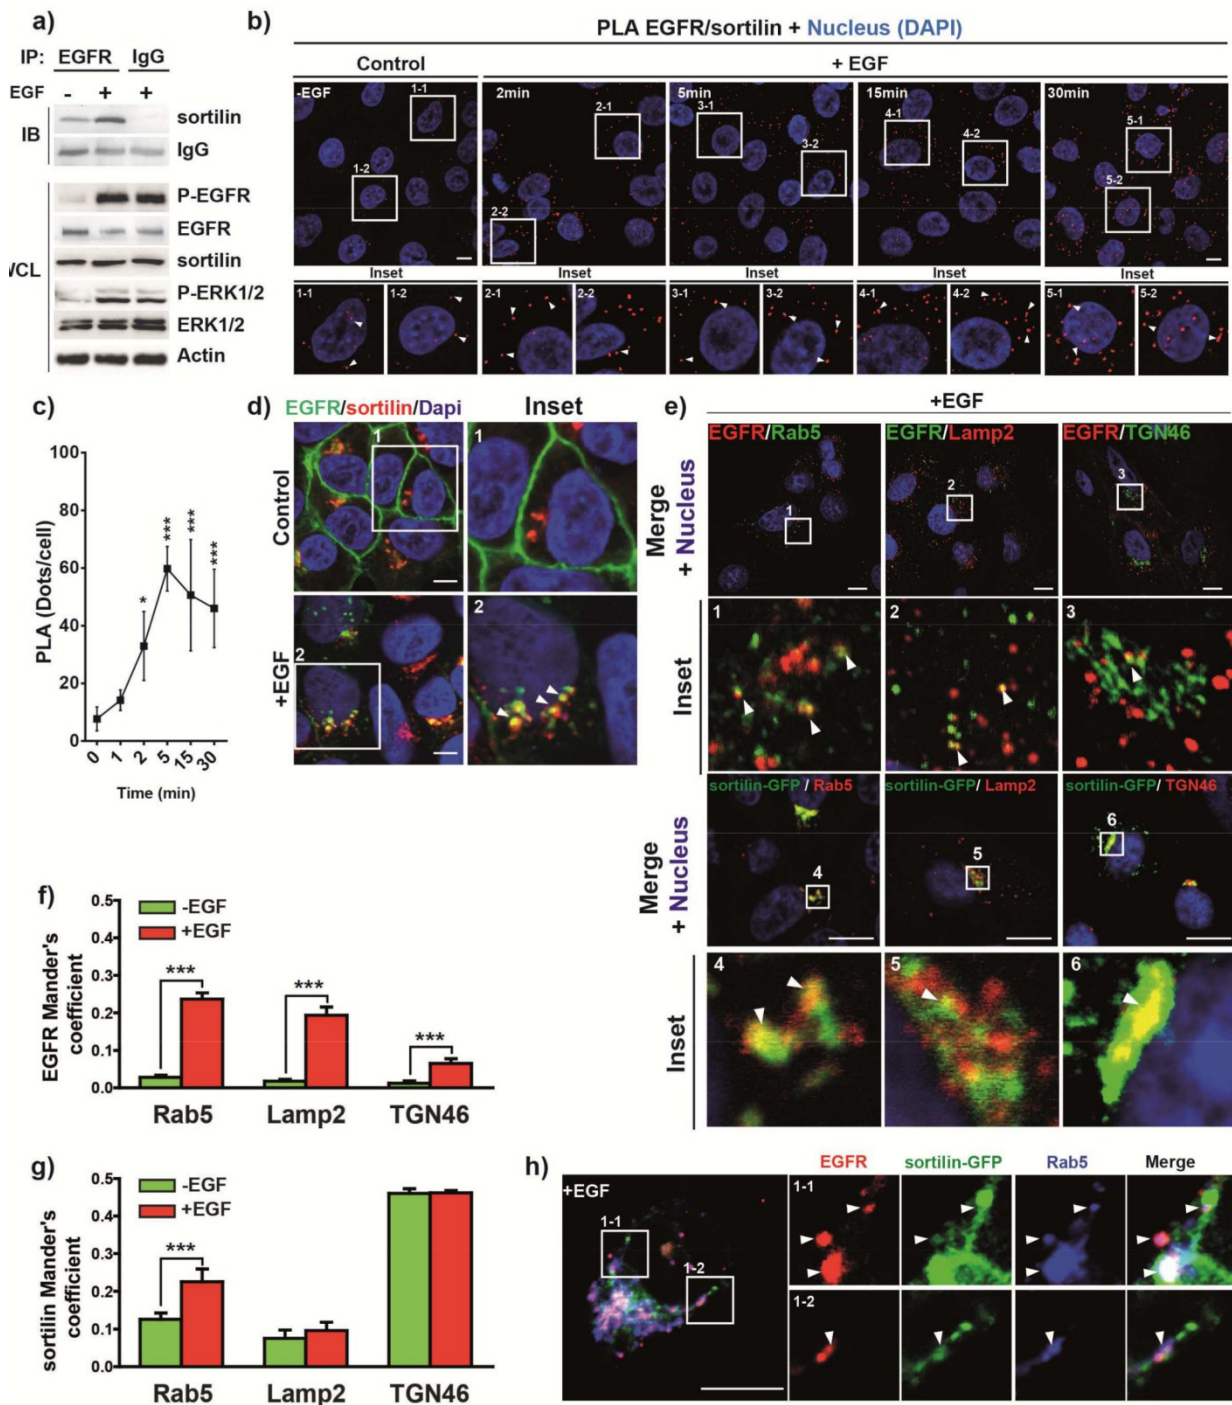 a)
IP: EGFR IgG
EGF - + +
IB
sortilin
IgG
P-EGFR
EGFR
sortilin
P-ERK1/2
ERK1/2
Actin
b)
PLA EGFR/sortilin + Nucleus (DAPI)
Control
+ EGF
-EGF 2min 5min 15min 30min
1-1 1-2 2-1 2-2 3-1 3-2 4-1 4-2 5-1 5-2
Inset Inset Inset Inset Inset
1-1 1-2 2-1 2-2 3-1 3-2 4-1 4-2 5-1 5-2
c)
PLA (Dots/cell)
100
80
60
40
20
0
* *** *** ***
0 1 2 5 15 30
Time (min)
d)
EGFR/sortilin/Dapi Inset
Control
1 1
+EGF
2 2
e)
+EGF
EGFR/Rab5 EGFR/Lamp2 EGFR/TGN46
Merge
+ Nucleus
1 2 3
Inset
1 2 3
sortilin-GFP / Rab5 sortilin-GFP/ Lamp2 sortilin-GFP/ TGN46
Merge
+ Nucleus
4 5 6
Inset
4 5 6
f)
EGFR Mander's
coefficient
0.5
0.4
0.3
0.2
0.1
0.0
-EGF
+EGF
*** *** ***
Rab5 Lamp2 TGN46
g)
sortilin Mander's
coefficient
0.5
0.4
0.3
0.2
0.1
0.0
-EGF
+EGF
***
Rab5 Lamp2 TGN46
h)
EGFR sortilin-GFP Rab5 Merge
+EGF
1-1
1-2
1-1
1-2